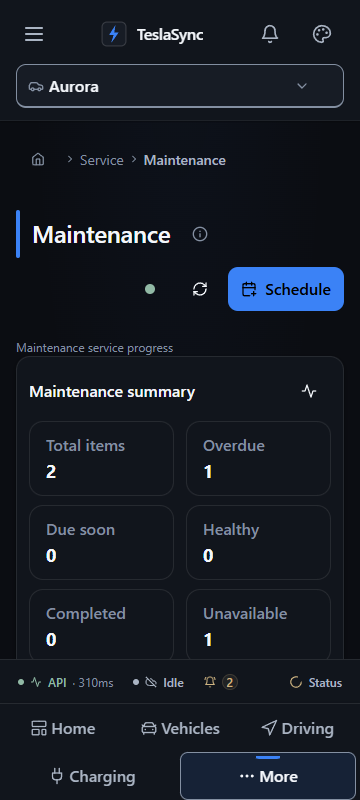 TeslaSync
Aurora
Service Maintenance
Maintenance
Schedule
Maintenance service progress
Maintenance summary
Total items Overdue
2 1
Due soon Healthy
0 0
Completed Unavailable
0 1
API · 310ms Idle 2 Status
Home Vehicles Driving
Charging More